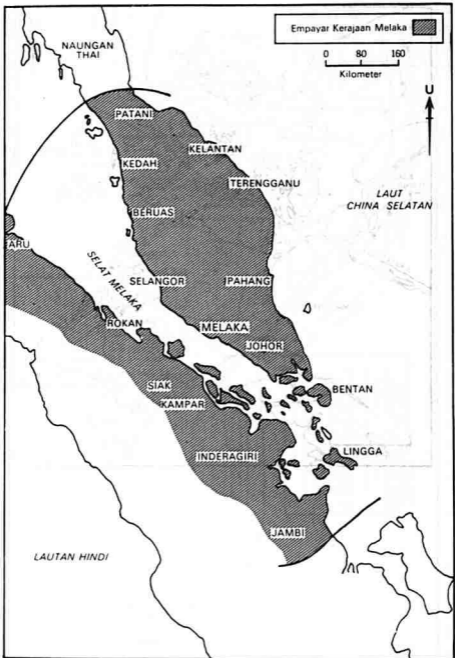 Empayar Kerajaan Melaka
0 80 160
Kilometer
U
NAUNGAN
THAI
PATANI
KELANTAN
KEDAH
TERENGGANU
LAUT
CHINA SELATAN
BERUAS
ARU
SELAT MELAKA
SELANGOR
PAHANG
ROKAN
MELAKA
JOHOR
SIAK
KAMPAR
BENTAN
INDERAGIRI
LINGGA
JAMBI
LAUTAN HINDI